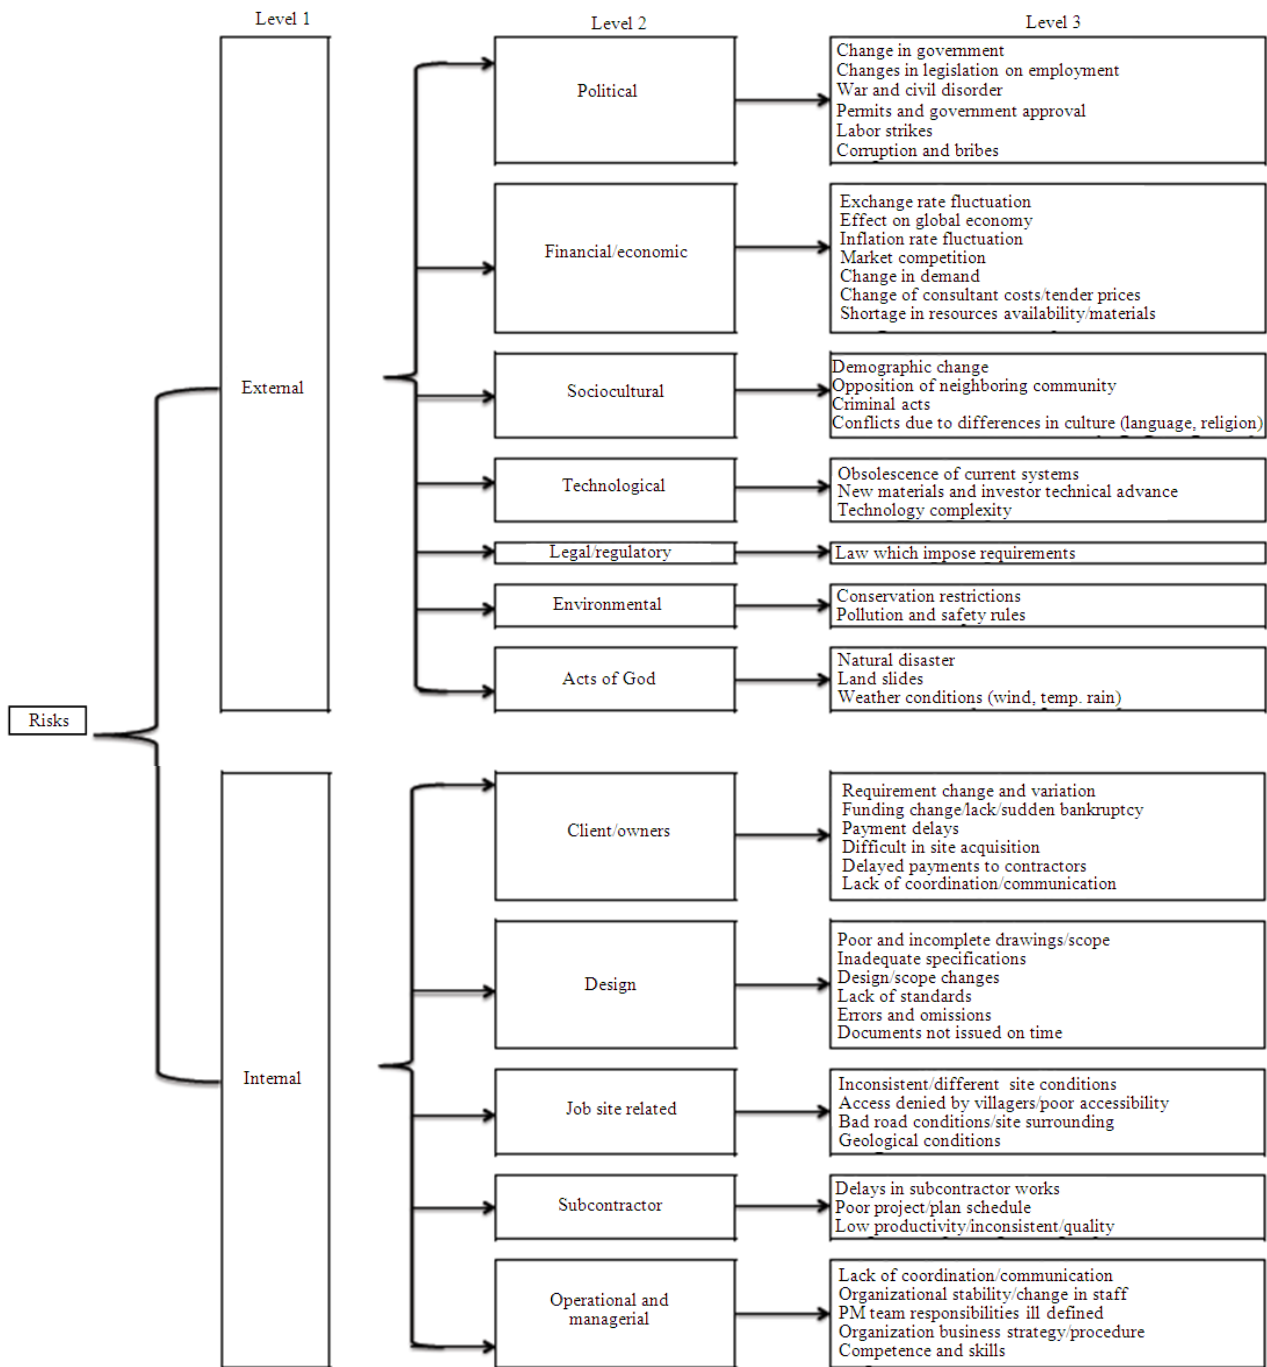 Level 1
Level 2
Level 3
Risks
External
Political
Change in government
Changes in legislation on employment
War and civil disorder
Permits and government approval
Labor strikes
Corruption and bribes
Financial/economic
Exchange rate fluctuation
Effect on global economy
Inflation rate fluctuation
Market competition
Change in demand
Change of consultant costs/tender prices
Shortage in resources availability/materials
Sociocultural
Demographic change
Opposition of neighboring community
Criminal acts
Conflicts due to differences in culture (language, religion)
Technological
Obsolescence of current systems
New materials and investor technical advance
Technology complexity
Legal/regulatory
Law which impose requirements
Environmental
Conservation restrictions
Pollution and safety rules
Acts of God
Natural disaster
Land slides
Weather conditions (wind, temp. rain)
Internal
Client/owners
Requirement change and variation
Funding change/lack/sudden bankruptcy
Payment delays
Difficult in site acquisition
Delayed payments to contractors
Lack of coordination/communication
Design
Poor and incomplete drawings/scope
Inadequate specifications
Design/scope changes
Lack of standards
Errors and omissions
Documents not issued on time
Job site related
Inconsistent/different site conditions
Access denied by villagers/poor accessibility
Bad road conditions/site surrounding
Geological conditions
Subcontractor
Delays in subcontractor works
Poor project/plan schedule
Low productivity/inconsistent/quality
Operational and
managerial
Lack of coordination/communication
Organizational stability/change in staff
PM team responsibilities ill defined
Organization business strategy/procedure
Competence and skills